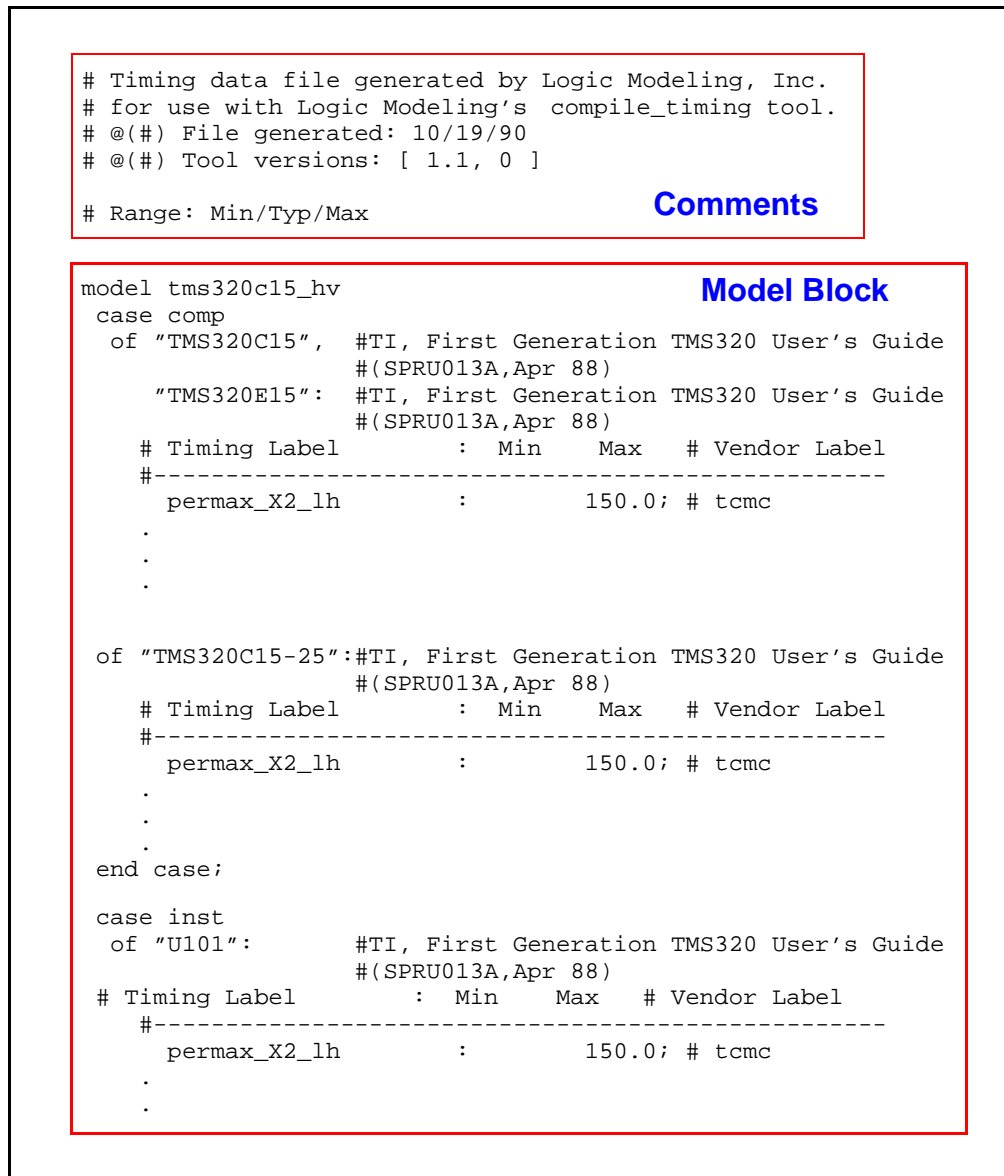 # Timing data file generated by Logic Modeling, Inc.
# for use with Logic Modeling's compile_timing tool.
# @(#) File generated: 10/19/90
# @(#) Tool versions: [ 1.1, 0 ]
# Range: Min/Typ/Max
Comments
model tms320c15_hv
Model Block
case comp
of "TMS320C15", #TI, First Generation TMS320 User's Guide
#(SPRU013A,Apr 88)
"TMS320E15": #TI, First Generation TMS320 User's Guide
#(SPRU013A,Apr 88)
# Timing Label : Min Max # Vendor Label
#---------------------------------------------------
permax_X2_lh : 150.0; # tcmc
.
.
.
of "TMS320C15-25":#TI, First Generation TMS320 User's Guide
#(SPRU013A,Apr 88)
# Timing Label : Min Max # Vendor Label
#---------------------------------------------------
permax_X2_lh : 150.0; # tcmc
.
.
.
end case;
case inst
of "U101": #TI, First Generation TMS320 User's Guide
#(SPRU013A,Apr 88)
# Timing Label : Min Max # Vendor Label
#---------------------------------------------------
permax_X2_lh : 150.0; # tcmc
.
.